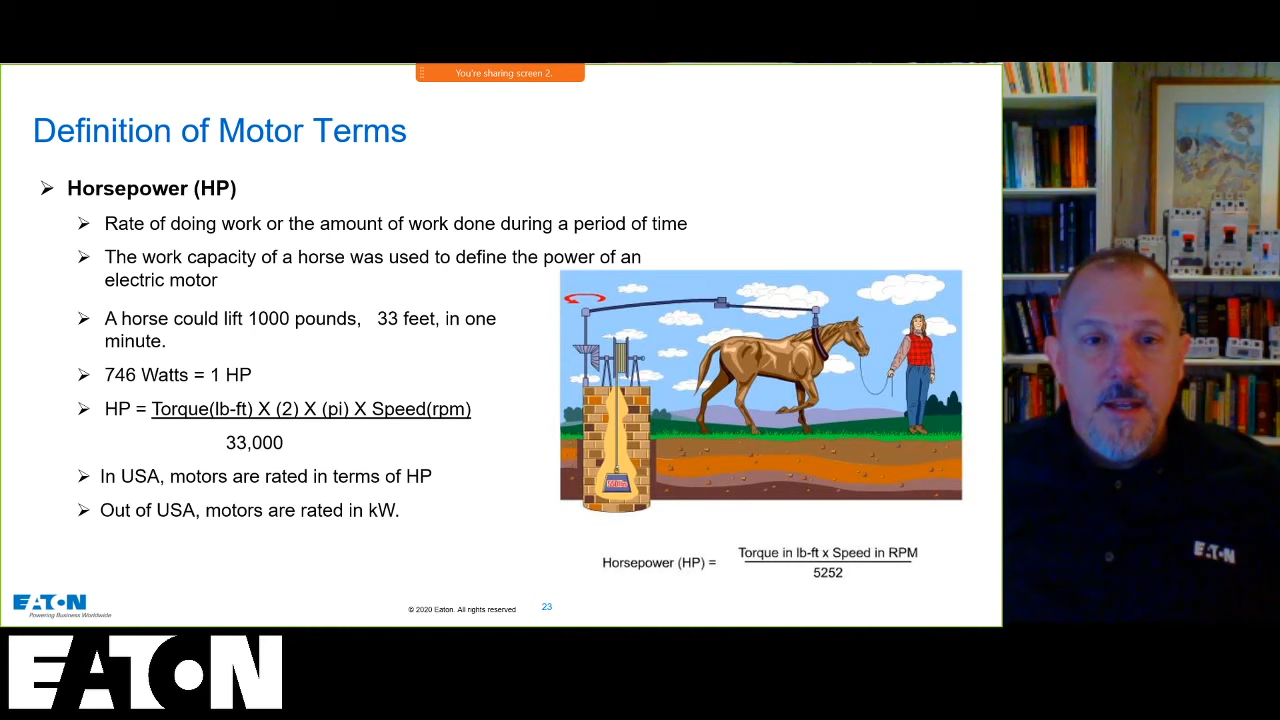 You're sharing screen 2.
Definition of Motor Terms
Horsepower (HP)
Rate of doing work or the amount of work done during a period of time
The work capacity of a horse was used to define the power of an
electric motor
A horse could lift 1000 pounds, 33 feet, in one
minute.
746 Watts = 1 HP
HP = Torque(lb-ft) X (2) X (pi) X Speed(rpm)
33,000
In USA, motors are rated in terms of HP
Out of USA, motors are rated in kW.
Horsepower (HP) =
Torque in lb-ft x Speed in RPM
5252
EATON
Powering Business Worldwide
© 2020 Eaton. All rights reserved
23
EATON
EATON